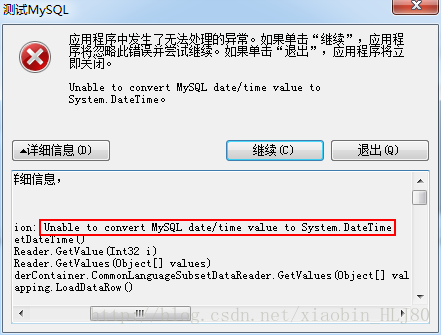 测试MySQL
应用程序中发生了无法处理的异常。如果单击“继续”，应用程
序将忽略此错误并尝试继续。如果单击“退出”，应用程序将立
即关闭。
Unable to convert MySQL date/time value to
System.DateTime。
详细信息(D)
继续(C)
退出(Q)
详细信息，
ion: Unable to convert MySQL date/time value to System.DateTime
etDateTime()
Reader.GetValue(Int32 i)
Reader.GetValues(Object[] values)
derContainer.CommonLanguageSubsetDataReader.GetValues(Object[] val
apping.LoadDataRow()
http://blog.csdn.net/xiaobin_HLJ80